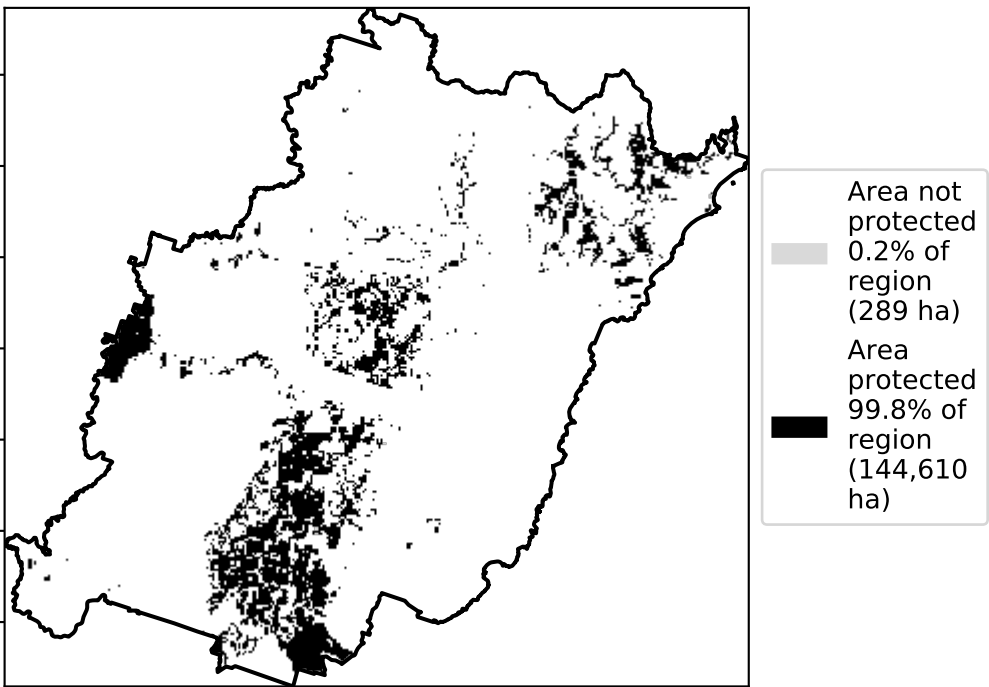 Area not
protected
0.2% of
region
(289 ha)
Area
protected
99.8% of
region
(144,610
ha)